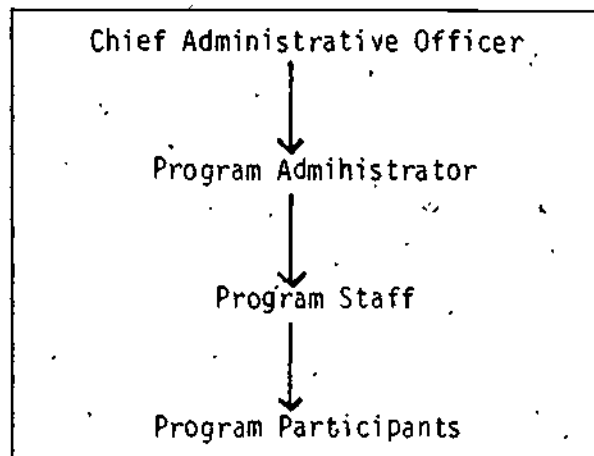 Chief Administrative Officer
Program Admihistrator
Program Staff
Program Participants